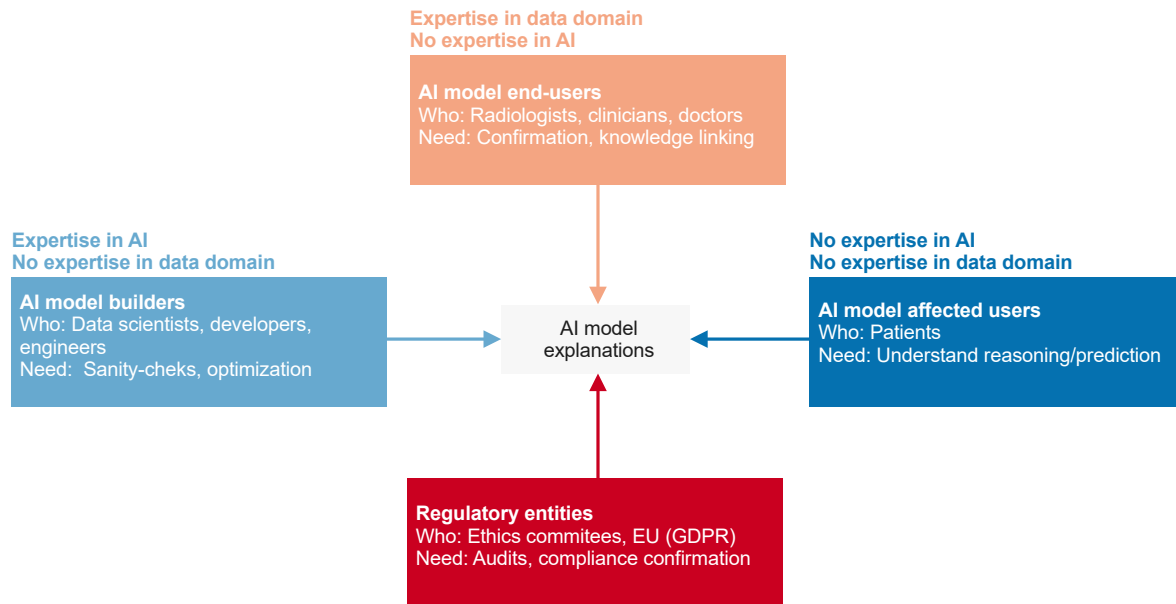 Expertise in data domain
No expertise in AI
AI model end-users
Who: Radiologists, clinicians, doctors
Need: Confirmation, knowledge linking
Expertise in AI
No expertise in data domain
AI model builders
Who: Data scientists, developers,
engineers
Need:  Sanity-cheks, optimization
AI model
explanations
No expertise in AI
No expertise in data domain
AI model affected users
Who: Patients
Need: Understand reasoning/prediction
Regulatory entities
Who: Ethics commitees, EU (GDPR)
Need: Audits, compliance confirmation